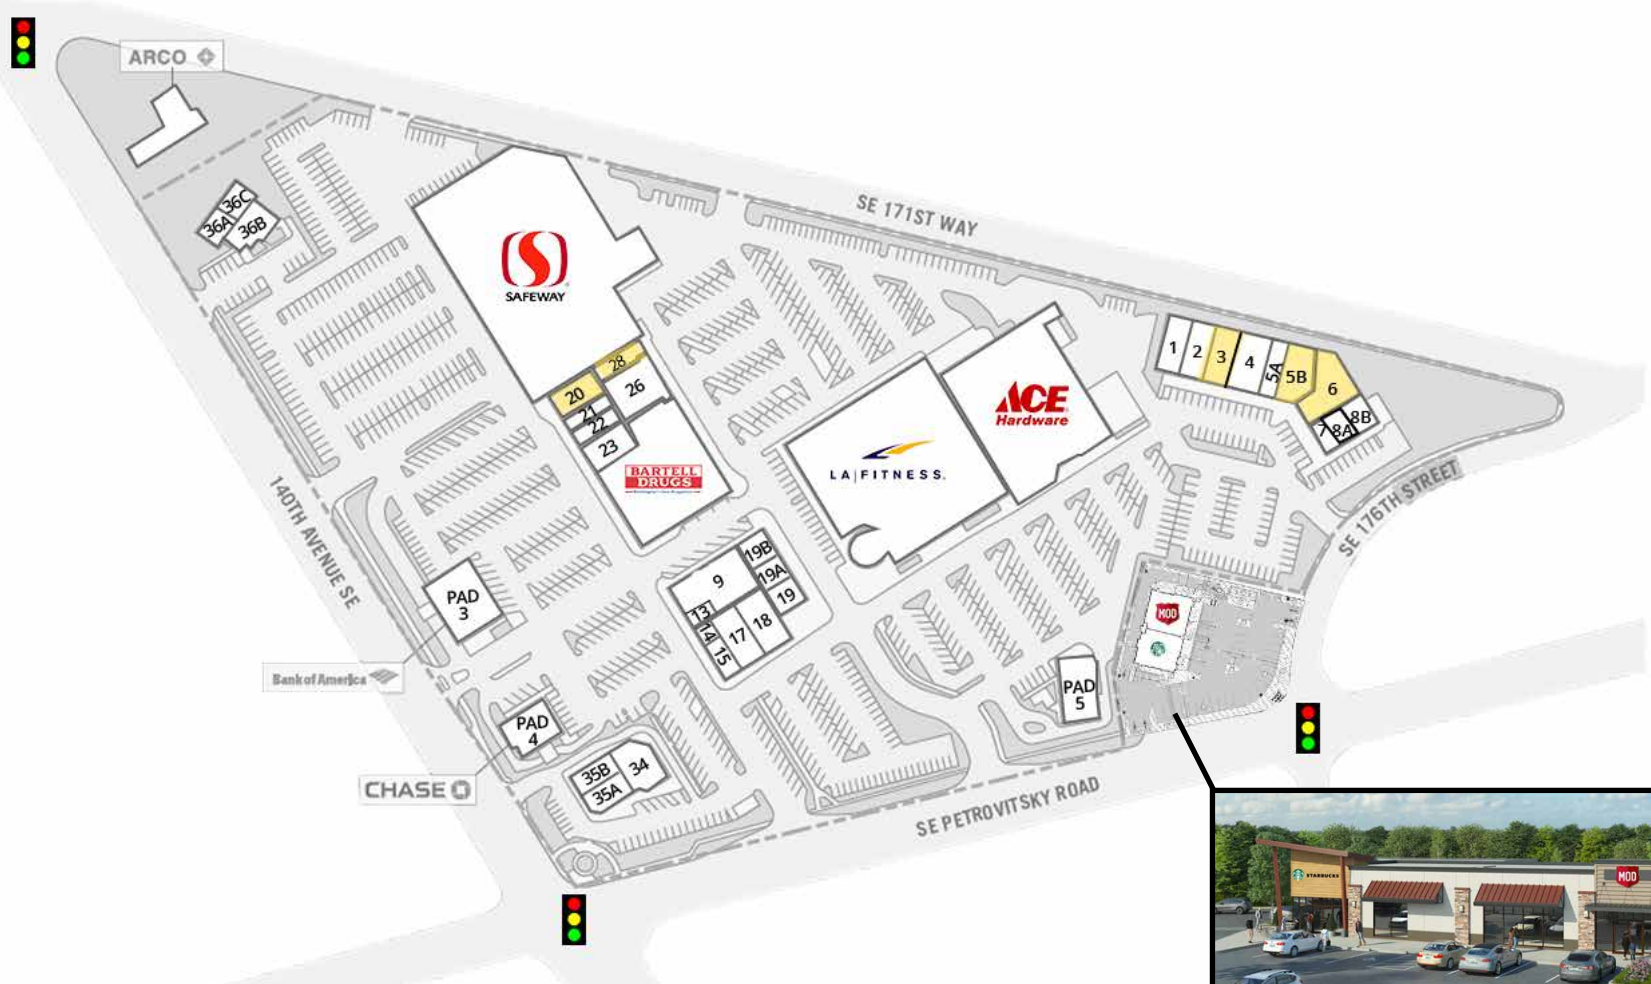 ARCO
36C
36A
36B
SE 171ST WAY
SAFEWAY
28
20
26
21
22
23
BARTELL
DRUGS
ACE
Hardware
LA FITNESS.
1
2
3
4
5A
5B
6
7
8A
8B
SE 176TH STREET
140TH AVENUE SE
PAD
3
Bank of America
9
19B
19A
19
13
14
15
17
18
MOD
PAD
5
PAD
4
CHASE
35B
34
35A
SE PETROVITSKY ROAD
STARBUCKS
MOD